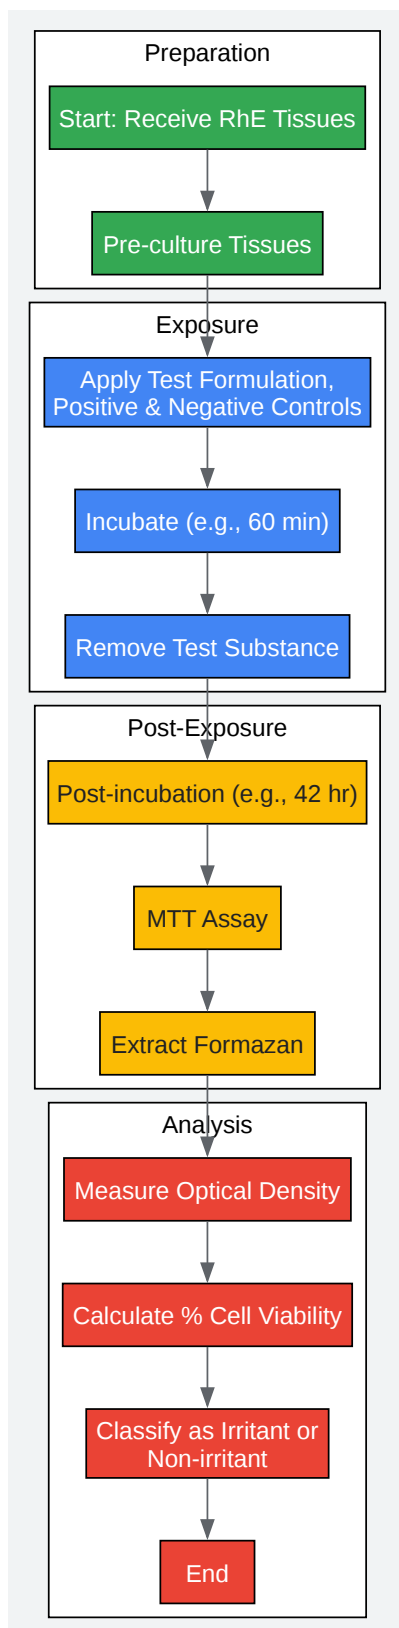 Preparation
Start: Receive RhE Tissues
Pre-culture Tissues
Exposure
Apply Test Formulation,
Positive & Negative Controls
Incubate (e.g., 60 min)
Remove Test Substance
Post-Exposure
Post-incubation (e.g., 42 hr)
MTT Assay
Extract Formazan
Analysis
Measure Optical Density
Calculate % Cell Viability
Classify as Irritant or
Non-irritant
End